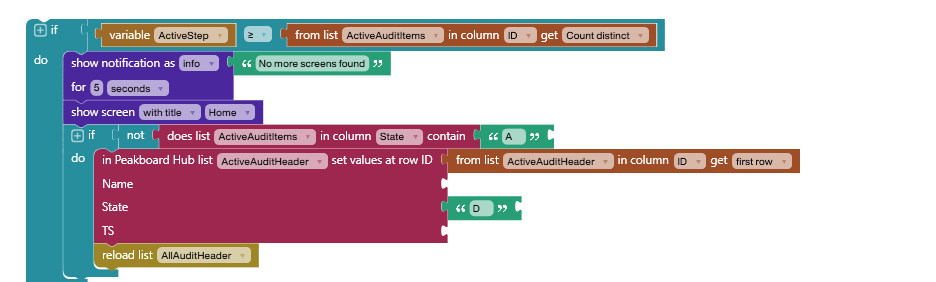 if variable ActiveStep ≥ from list ActiveAuditItems in column ID get Count distinct
do show notification as info “ No more screens found ”
for 5 seconds
show screen with title Home
if not does list ActiveAuditItems in column State contain “ A ”
do in Peakboard Hub list ActiveAuditHeader set values at row ID from list ActiveAuditHeader in column ID get first row
Name
State “ D ”
TS
reload list AllAuditHeader